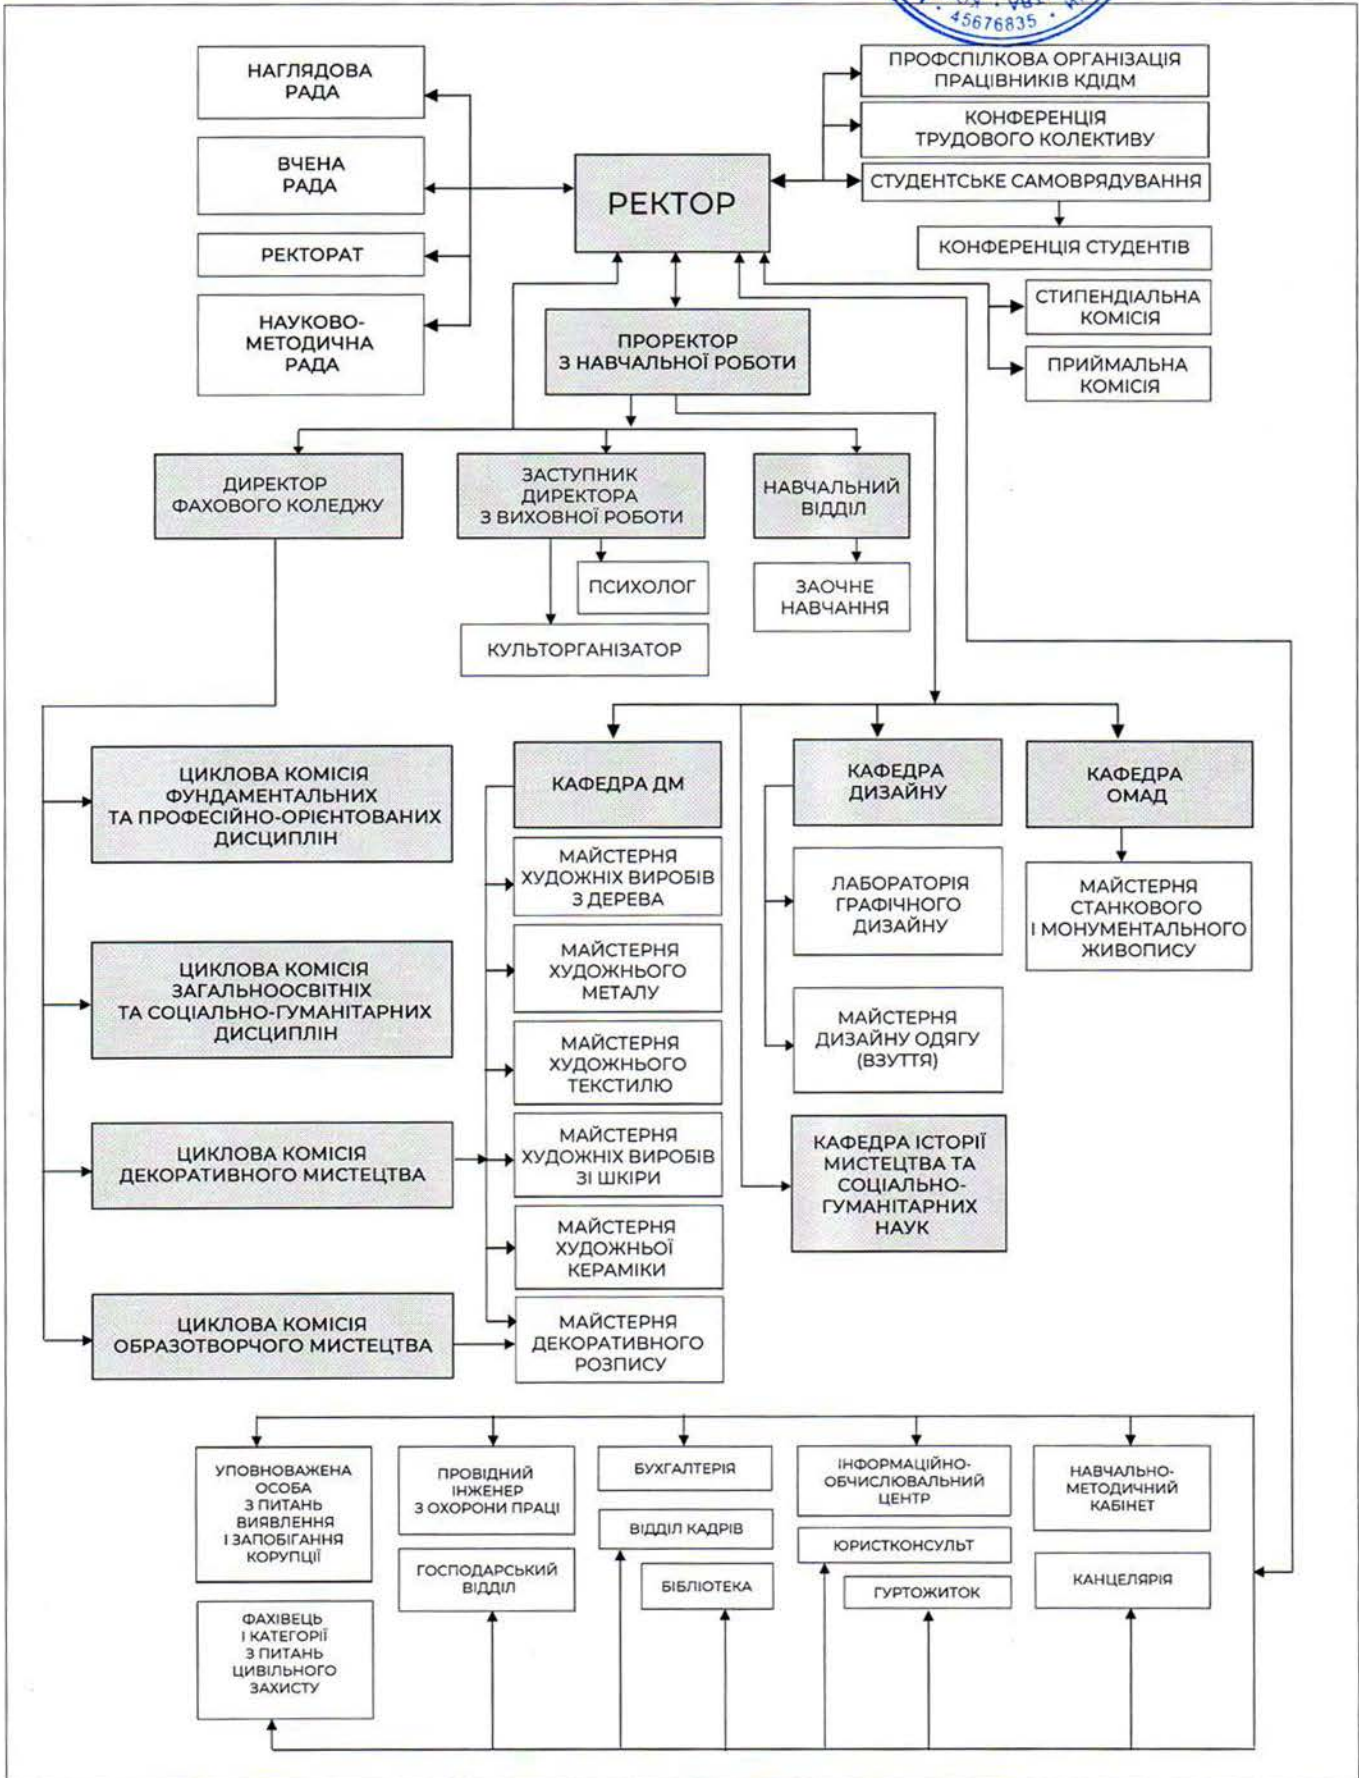 45676835
НАГЛЯДОВА
РАДА
ВЧЕНА
РАДА
РЕКТОРАТ
НАУКОВО-
МЕТОДИЧНА
РАДА
РЕКТОР
ПРОФСПІЛКОВА ОРГАНІЗАЦІЯ
ПРАЦІВНИКІВ КДІДМ
КОНФЕРЕНЦІЯ
ТРУДОВОГО КОЛЕКТИВУ
СТУДЕНТСЬКЕ САМОВРЯДУВАННЯ
КОНФЕРЕНЦІЯ СТУДЕНТІВ
СТИПЕНДІАЛЬНА
КОМІСІЯ
ПРИЙМАЛЬНА
КОМІСІЯ
ПРОРЕКТОР
З НАВЧАЛЬНОЇ РОБОТИ
ДИРЕКТОР
ФАХОВОГО КОЛЕДЖУ
ЗАСТУПНИК
ДИРЕКТОРА
З ВИХОВНОЇ РОБОТИ
НАВЧАЛЬНИЙ
ВІДДІЛ
ПСИХОЛОГ
КУЛЬТОРГАНІЗАТОР
ЗАОЧНЕ
НАВЧАННЯ
ЦИКЛОВА КОМІСІЯ
ФУНДАМЕНТАЛЬНИХ
ТА ПРОФЕСІЙНО-ОРІЄНТОВАНИХ
ДИСЦИПЛІН
ЦИКЛОВА КОМІСІЯ
ЗАГАЛЬНООСВІТНІХ
ТА СОЦІАЛЬНО-ГУМАНІТАРНИХ
ДИСЦИПЛІН
ЦИКЛОВА КОМІСІЯ
ДЕКОРАТИВНОГО МИСТЕЦТВА
ЦИКЛОВА КОМІСІЯ
ОБРАЗОТВОРЧОГО МИСТЕЦТВА
КАФЕДРА ДМ
МАЙСТЕРНЯ
ХУДОЖНІХ ВИРОБІВ
З ДЕРЕВА
МАЙСТЕРНЯ
ХУДОЖНЬОГО
МЕТАЛУ
МАЙСТЕРНЯ
ХУДОЖНЬОГО
ТЕКСТИЛЮ
МАЙСТЕРНЯ
ХУДОЖНІХ ВИРОБІВ
ЗІ ШКІРИ
МАЙСТЕРНЯ
ХУДОЖНЬОЇ
КЕРАМІКИ
МАЙСТЕРНЯ
ДЕКОРАТИВНОГО
РОЗПИСУ
КАФЕДРА
ДИЗАЙНУ
ЛАБОРАТОРІЯ
ГРАФІЧНОГО
ДИЗАЙНУ
МАЙСТЕРНЯ
ДИЗАЙНУ ОДЯГУ
(ВЗУТТЯ)
КАФЕДРА ІСТОРІЇ
МИСТЕЦТВА ТА
СОЦІАЛЬНО-
ГУМАНІТАРНИХ
НАУК
КАФЕДРА
ОМАД
МАЙСТЕРНЯ
СТАНКОВОГО
І МОНУМЕНТАЛЬНОГО
ЖИВОПИСУ
УПОВНОВАЖЕНА
ОСОБА
З ПИТАНЬ
ВИЯВЛЕННЯ
І ЗАПОБІГАННЯ
КОРУПЦІЇ
ФАХІВЕЦЬ
І КАТЕГОРІЇ
З ПИТАНЬ
ЦИВІЛЬНОГО
ЗАХИСТУ
ПРОВІДНИЙ
ІНЖЕНЕР
З ОХОРОНИ ПРАЦІ
ГОСПОДАРСЬКИЙ
ВІДДІЛ
БУХГАЛТЕРІЯ
ВІДДІЛ КАДРІВ
БІБЛІОТЕКА
ІНФОРМАЦІЙНО-
ОБЧИСЛЮВАЛЬНИЙ
ЦЕНТР
ЮРИСТКОНСУЛЬТ
ГУРТОЖИТОК
НАВЧАЛЬНО-
МЕТОДИЧНИЙ
КАБІНЕТ
КАНЦЕЛЯРІЯ